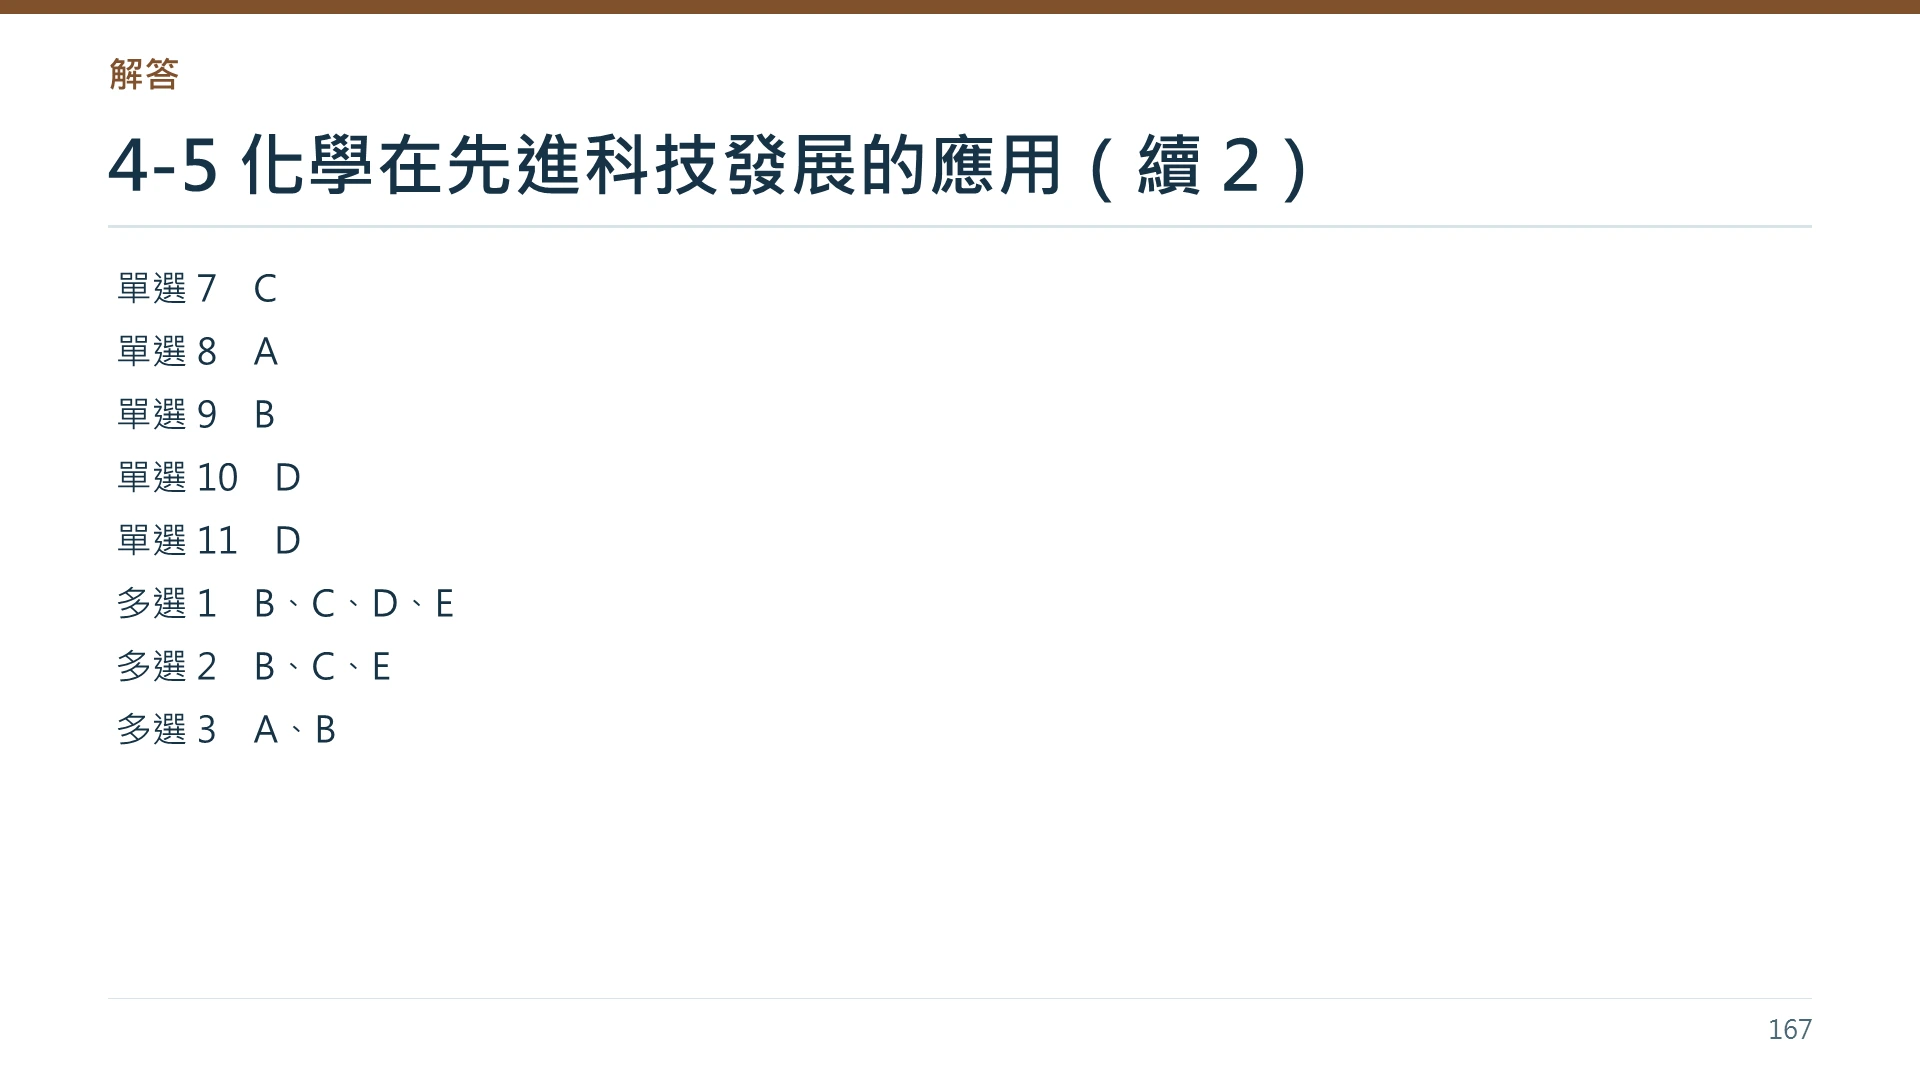 解答
4-5 化學在先進科技發展的應用（續 2）
單選 7　C
單選 8　A
單選 9　B
單選 10　D
單選 11　D
多選 1　B、C、D、E
多選 2　B、C、E
多選 3　A、B
167